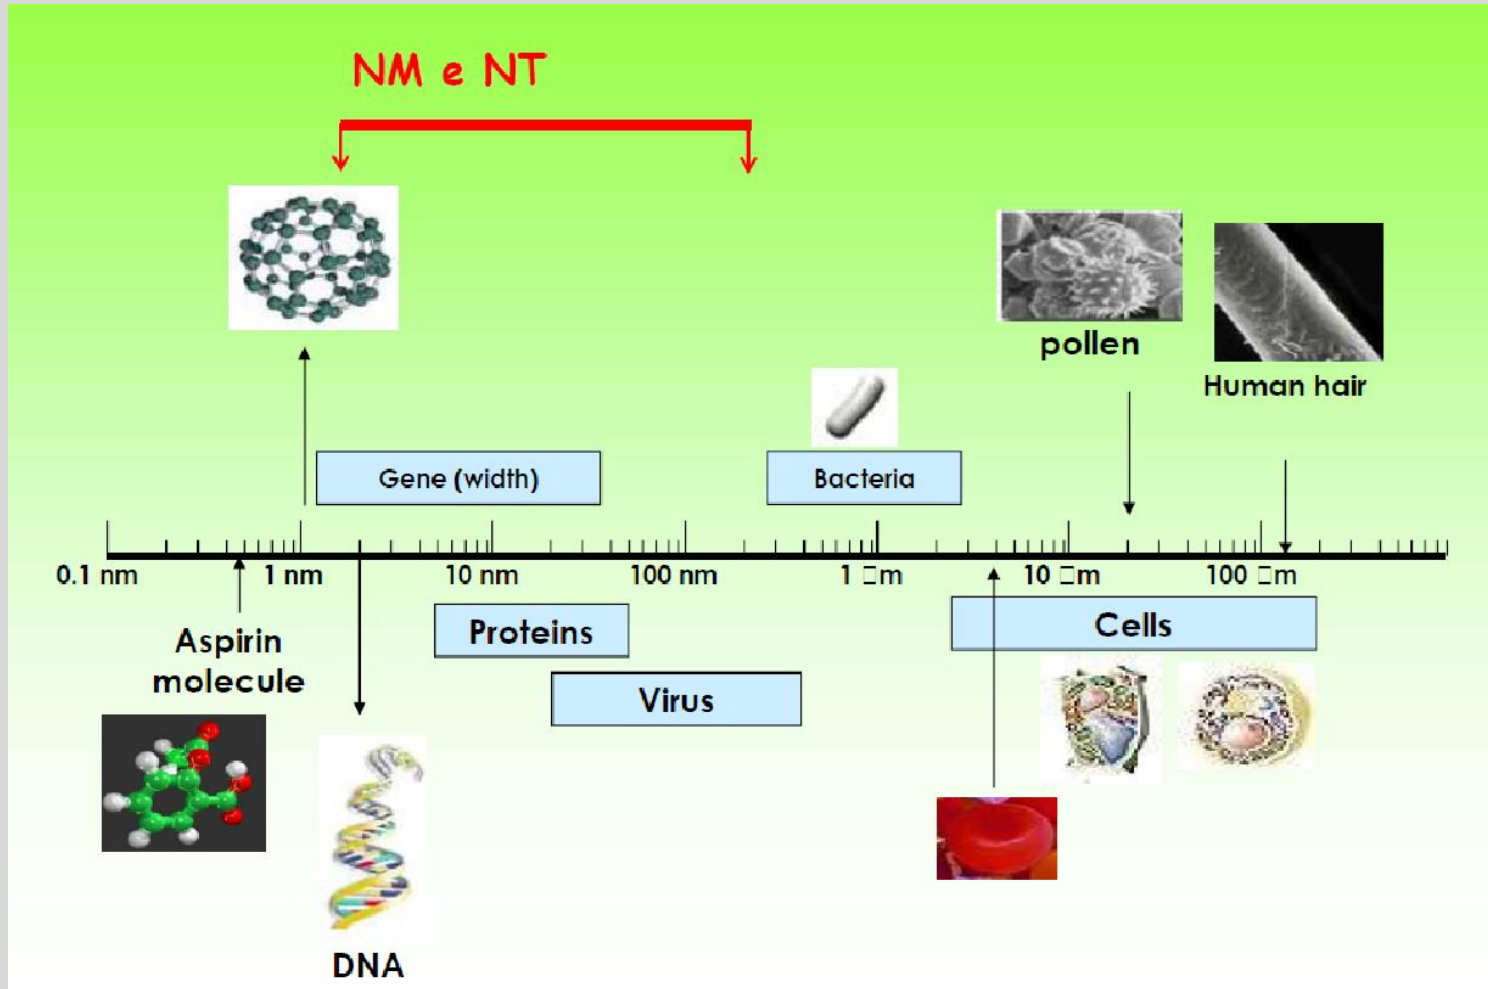 NM e NT
pollen
Human hair
Gene (width)
Bacteria
0.1 nm
1 nm
10 nm
100 nm
1 □m
10 □m
100 □m
Aspirin
molecule
Proteins
Cells
Virus
DNA